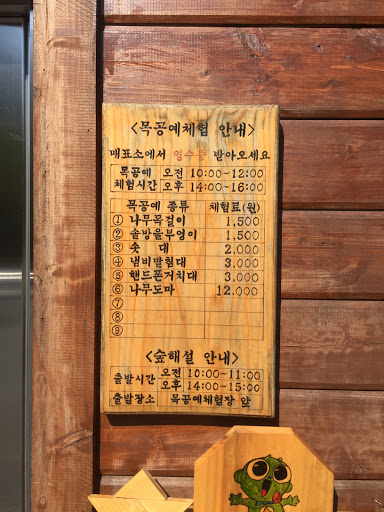 <목공예체험 안내>
매표소에서 영수증 받아오세요
목공예 체험시간 오전 10:00~12:00
오후 14:00~16:00
목공예 종류 체험료(원)
① 나무목걸이 1,500
② 솔방울부엉이 1,500
③ 솟 대 2,000
④ 냄비받침대 3,000
⑤ 핸드폰거치대 3,000
⑥ 나무도마 12,000
⑦
⑧
⑨
<숲해설 안내>
출발시간 오전 10:00~11:00
오후 14:00~15:00
출발장소 목공예체험장 앞